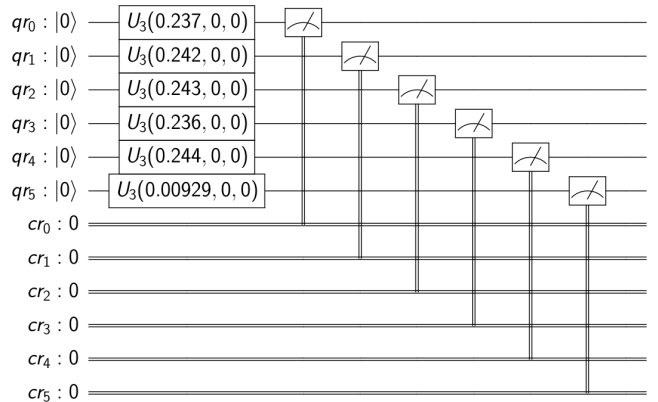 qr₀ : |0⟩ U₃(0.237, 0, 0)
qr₁ : |0⟩ U₃(0.242, 0, 0)
qr₂ : |0⟩ U₃(0.243, 0, 0)
qr₃ : |0⟩ U₃(0.236, 0, 0)
qr₄ : |0⟩ U₃(0.244, 0, 0)
qr₅ : |0⟩ U₃(0.00929, 0, 0)
cr₀ : 0
cr₁ : 0
cr₂ : 0
cr₃ : 0
cr₄ : 0
cr₅ : 0